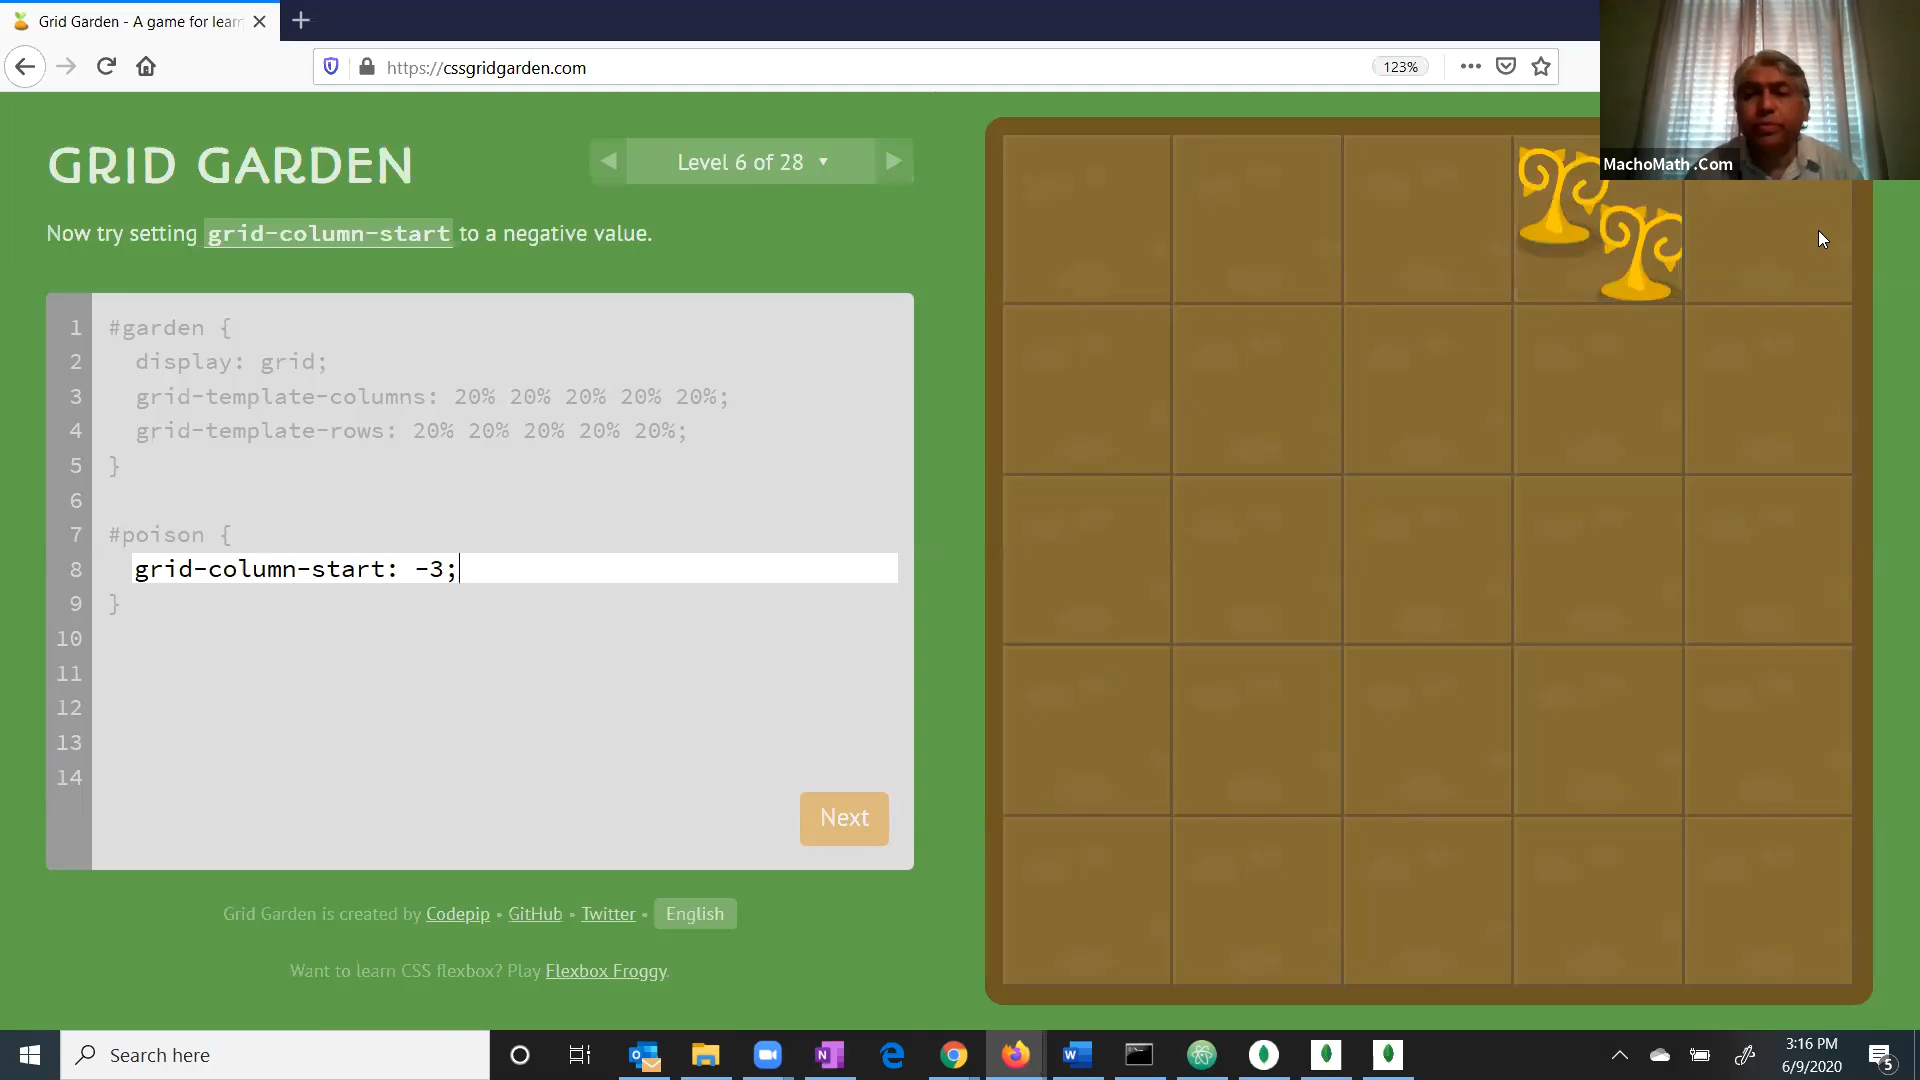 Grid Garden - A game for learn
https://cssgridgarden.com
123%
MachoMath .Com
GRID GARDEN
Level 6 of 28
Now try setting grid-column-start to a negative value.
1 #garden {
2 display: grid;
3 grid-template-columns: 20% 20% 20% 20% 20%;
4 grid-template-rows: 20% 20% 20% 20% 20%;
5 }
6
7 #poison {
8 grid-column-start: -3;
9 }
10
11
12
13
14
Next
Grid Garden is created by Codepip • GitHub • Twitter • English
Want to learn CSS flexbox? Play Flexbox Froggy.
Search here
3:16 PM
6/9/2020
5